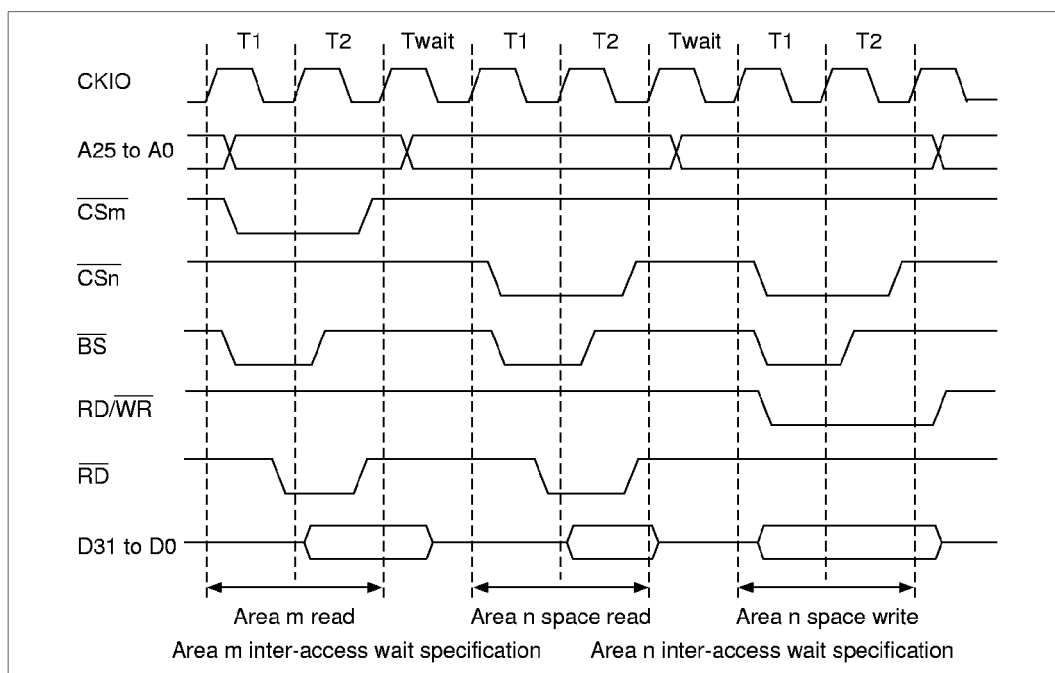 T1 T2 Twait T1 T2 Twait T1 T2
CKIO
A25 to A0
CSm
CSn
BS
RD/WR
RD
D31 to D0
Area m read Area n space read Area n space write
Area m inter-access wait specification Area n inter-access wait specification